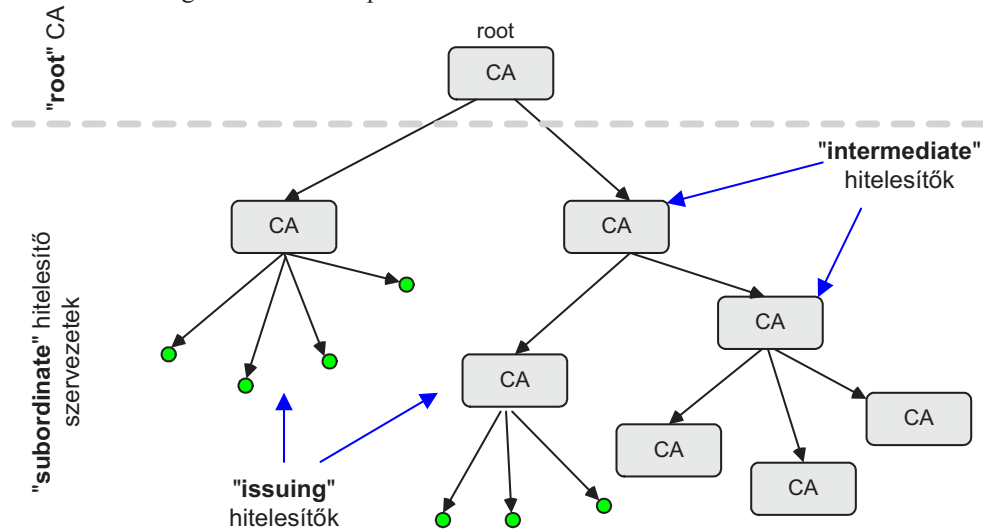 root
"root" CA
CA
"intermediate"
hitelesítők
CA
CA
CA
"subordinate" hitelesítő
szervezetek
CA
CA
CA
CA
"issuing"
hitelesítők